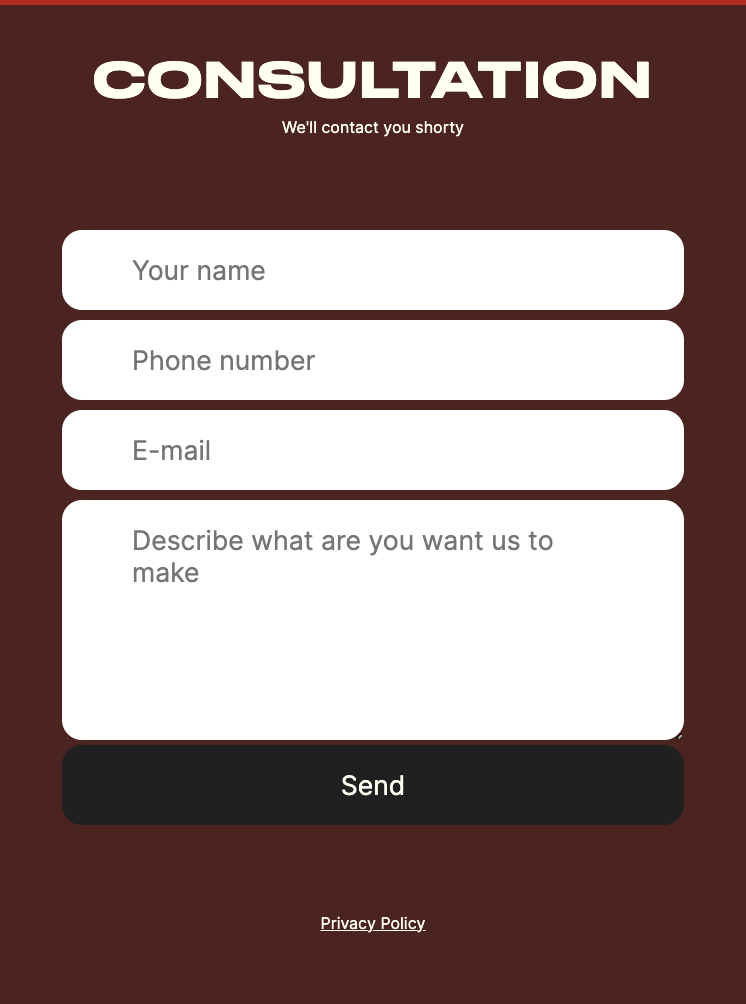 CONSULTATION
We'll contact you shorty
Your name
Phone number
E-mail
Describe what are you want us to
make
Send
Privacy Policy